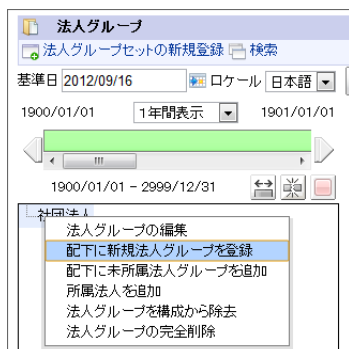 法人グループ
法人グループセットの新規登録 検索
基準日 2012/09/16 ロケール 日本語
1900/01/01 1年間表示 1901/01/01
1900/01/01 - 2999/12/31
社団法人
法人グループの編集
配下に新規法人グループを登録
配下に未所属法人グループを追加
所属法人を追加
法人グループを構成から除去
法人グループの完全削除